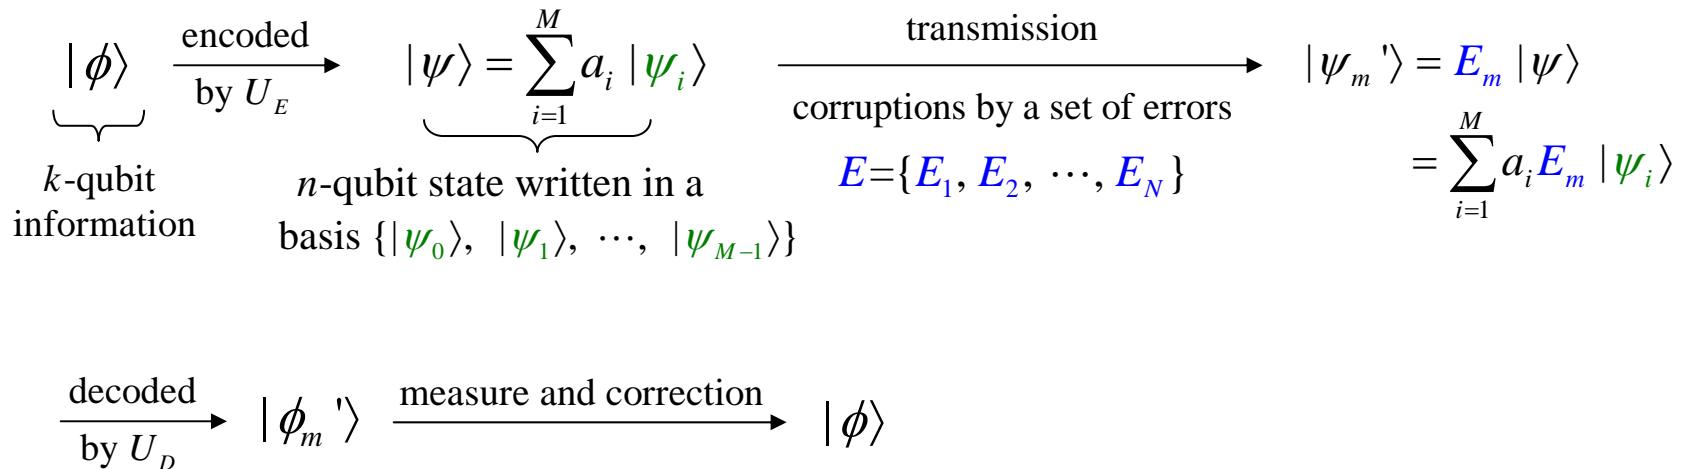 |ϕ⟩ encoded by U_E |ψ⟩ = ∑_{i=1}^{M} a_i |ψ_i⟩ transmission |ψ_m '⟩ = E_m |ψ⟩
corruptions by a set of errors = ∑_{i=1}^{M} a_i E_m |ψ_i⟩
k-qubit n-qubit state written in a E={E_1, E_2, ⋯, E_N}
information basis {|ψ_0⟩, |ψ_1⟩, ⋯, |ψ_{M−1}⟩}
decoded by U_D |ϕ_m '⟩ measure and correction |ϕ⟩